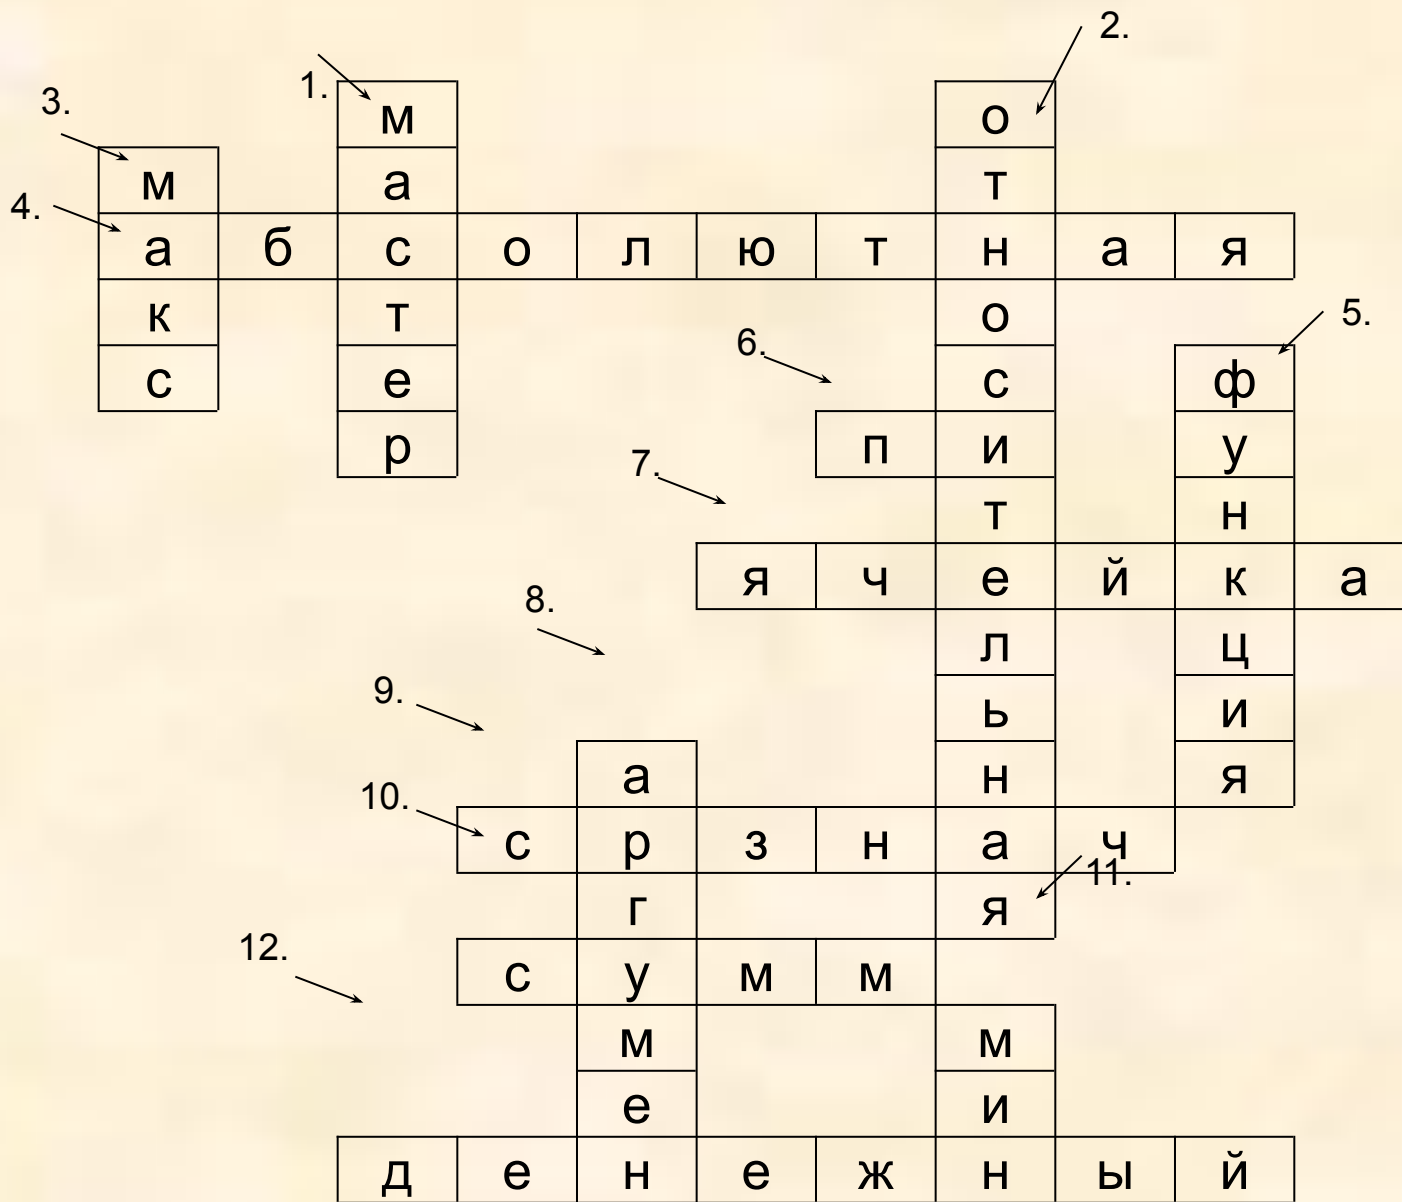 2.
1.
м о
3.
м а т
4.
а б с о л ю т н а я
к т о
5.
6.
с е с ф
р п и у
7.
т н
я ч е й к а
8.
л ц
9.
ь и
а н я
10.
с р з н а ч
11.
г я
12.
с у м м
м м
е и
д е н е ж н ы й